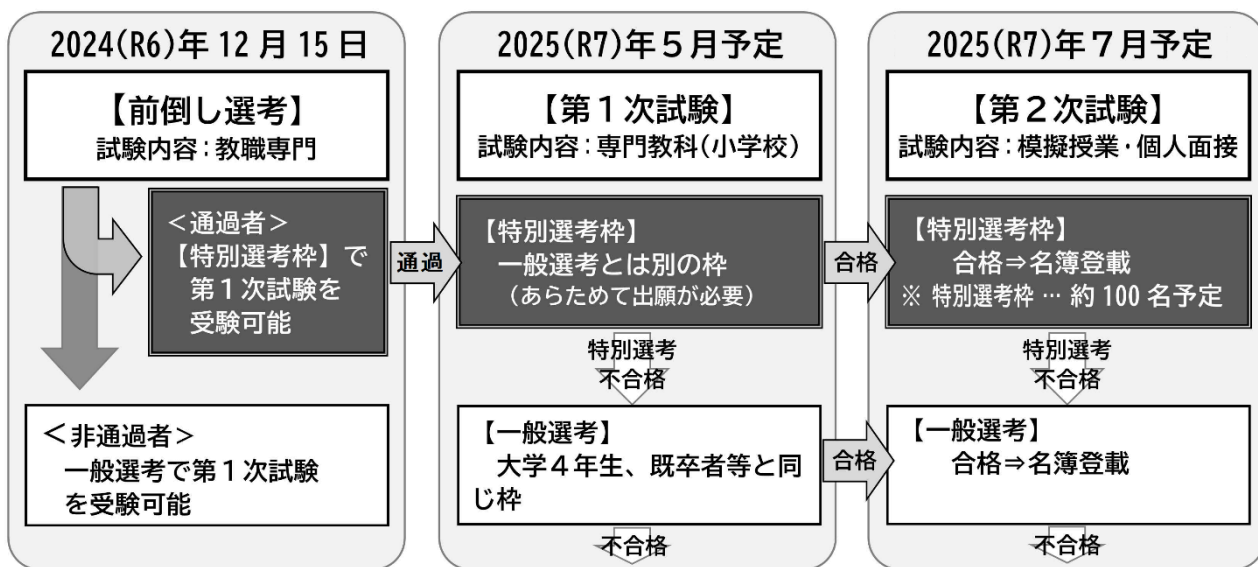 2024(R6)年12月15日
【前倒し選考】
試験内容：教職専門
＜通過者＞
【特別選考枠】で
第１次試験を
受験可能
＜非通過者＞
一般選考で第１次試験
を受験可能
通過
2025(R7)年５月予定
【第１次試験】
試験内容：専門教科(小学校)
【特別選考枠】
一般選考とは別の枠
（あらためて出願が必要）
特別選考
不合格
【一般選考】
大学４年生、既卒者等と同
じ枠
不合格
合格
合格
2025(R7)年７月予定
【第２次試験】
試験内容：模擬授業・個人面接
【特別選考枠】
合格⇒名簿登載
※ 特別選考枠 … 約100名予定
特別選考
不合格
【一般選考】
合格⇒名簿登載
不合格